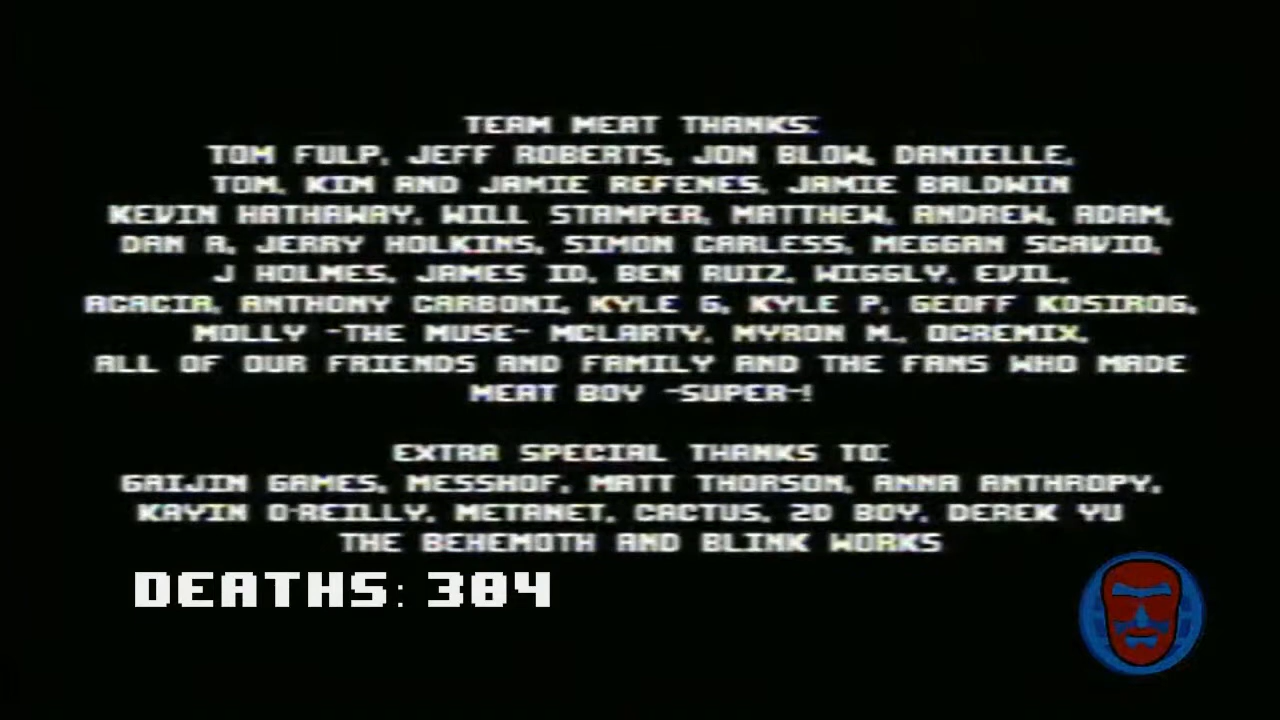 TEAM MEAT THANKS:
TOM FULP, JEFF ROBERTS, JON BLOW, DANIELLE,
TOM, KIM AND JAMIE REFENES, JAMIE BALDWIN
KEVIN HATHAWAY, WILL STAMPER, MATTHEW, ANDREW, ADAM,
DAN A, JERRY HOLKINS, SIMON CARLESS, MEGGAN SCAVIO,
J HOLMES, JAMES ID, BEN RUIZ, WIGGLY, EVIL,
ACACIA, ANTHONY CARBONI, KYLE G, KYLE P, GEOFF KOSIROG,
MOLLY -THE MUSE- MCLARTY, MYRON M., OCREMIX,
ALL OF OUR FRIENDS AND FAMILY AND THE FANS WHO MADE
MEAT BOY -SUPER-!
EXTRA SPECIAL THANKS TO:
GAIJIN GAMES, MESSHOF, MATT THORSON, ANNA ANTHROPY,
KAYIN O-REILLY, METANET, CACTUS, 2D BOY, DEREK YU
THE BEHEMOTH AND BLINK WORKS
DEATHS: 384